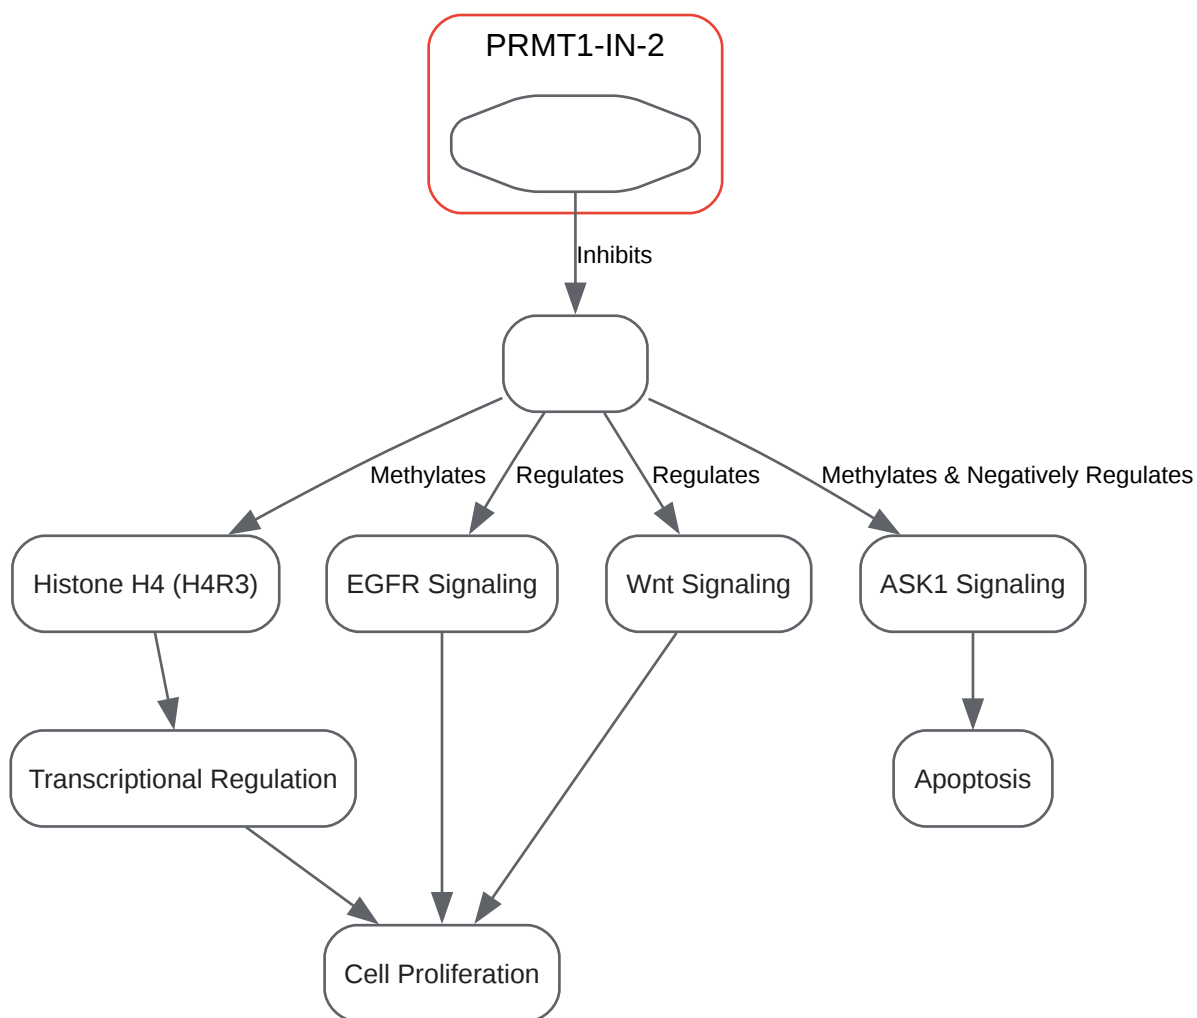 PRMT1-IN-2
Inhibits
Methylates
Regulates
Regulates
Methylates & Negatively Regulates
Histone H4 (H4R3)
EGFR Signaling
Wnt Signaling
ASK1 Signaling
Transcriptional Regulation
Apoptosis
Cell Proliferation